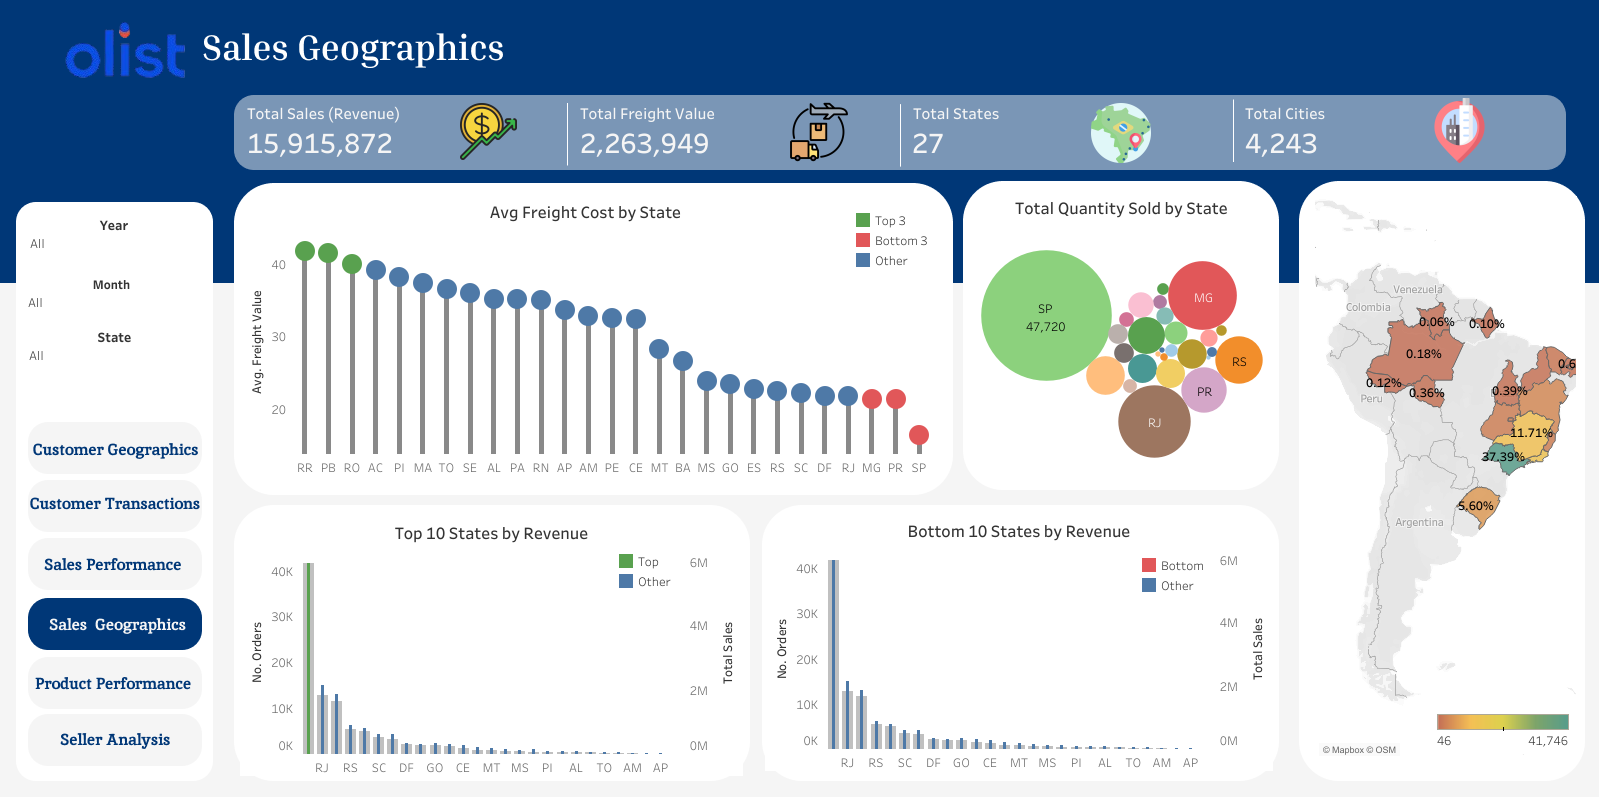 olist Sales Geographics
Total Sales (Revenue)
15,915,872
Total Freight Value
2,263,949
Total States
27
Total Cities
4,243
Year
All
Month
All
State
All
Customer Geographics
Customer Transactions
Sales Performance
Sales Geographics
Product Performance
Seller Analysis
Avg Freight Cost by State
Top 3
Bottom 3
Other
Avg. Freight Value
40
30
20
RR PB RO AC PI MA TO SE AL PA RN AP AM PE CE MT BA MS GO ES RS SC DF RJ MG PR SP
Total Quantity Sold by State
SP
47,720
MG
RS
PR
RJ
Venezuela
Colombia
0.06%
0.10%
0.18%
0.6
0.12%
0.36%
0.39%
Peru
11.71%
37.39%
5.60%
Argentina
46
41,746
© Mapbox © OSM
Top 10 States by Revenue
Top
Other
No. Orders
40K
30K
20K
10K
0K
6M
4M
2M
0M
Total Sales
RJ RS SC DF GO CE MT MS PI AL TO AM AP
Bottom 10 States by Revenue
Bottom
Other
No. Orders
40K
30K
20K
10K
0K
6M
4M
2M
0M
Total Sales
RJ RS SC DF GO CE MT MS PI AL TO AM AP